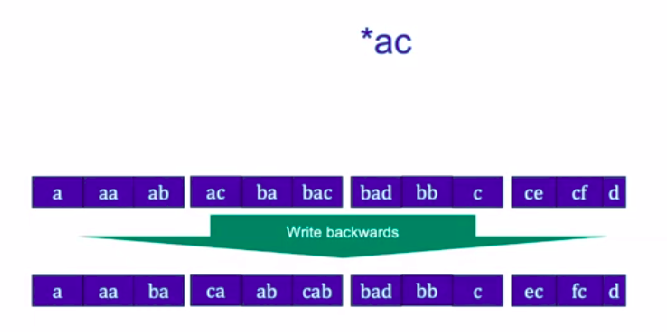 *ac
a aa ab ac ba bac bad bb c ce cf d
Write backwards
a aa ba ca ab cab bad bb c ec fc d